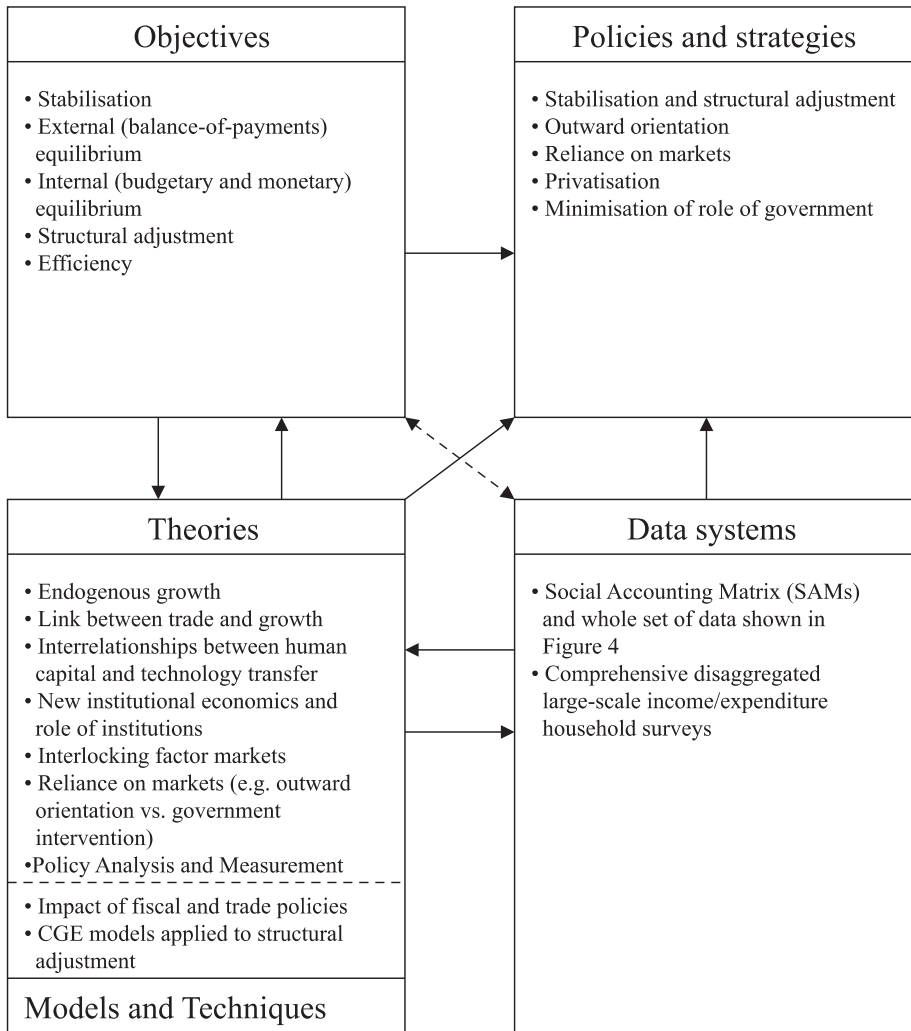 Objectives
• Stabilisation
• External (balance-of-payments)
equilibrium
• Internal (budgetary and monetary)
equilibrium
• Structural adjustment
• Efficiency
Policies and strategies
• Stabilisation and structural adjustment
• Outward orientation
• Reliance on markets
• Privatisation
• Minimisation of role of government
Theories
• Endogenous growth
• Link between trade and growth
• Interrelationships between human
capital and technology transfer
• New institutional economics and
role of institutions
• Interlocking factor markets
• Reliance on markets (e.g. outward
orientation vs. government
intervention)
•Policy Analysis and Measurement
• Impact of fiscal and trade policies
• CGE models applied to structural
adjustment
Models and Techniques
Data systems
• Social Accounting Matrix (SAMs)
and whole set of data shown in
Figure 4
• Comprehensive disaggregated
large-scale income/expenditure
household surveys